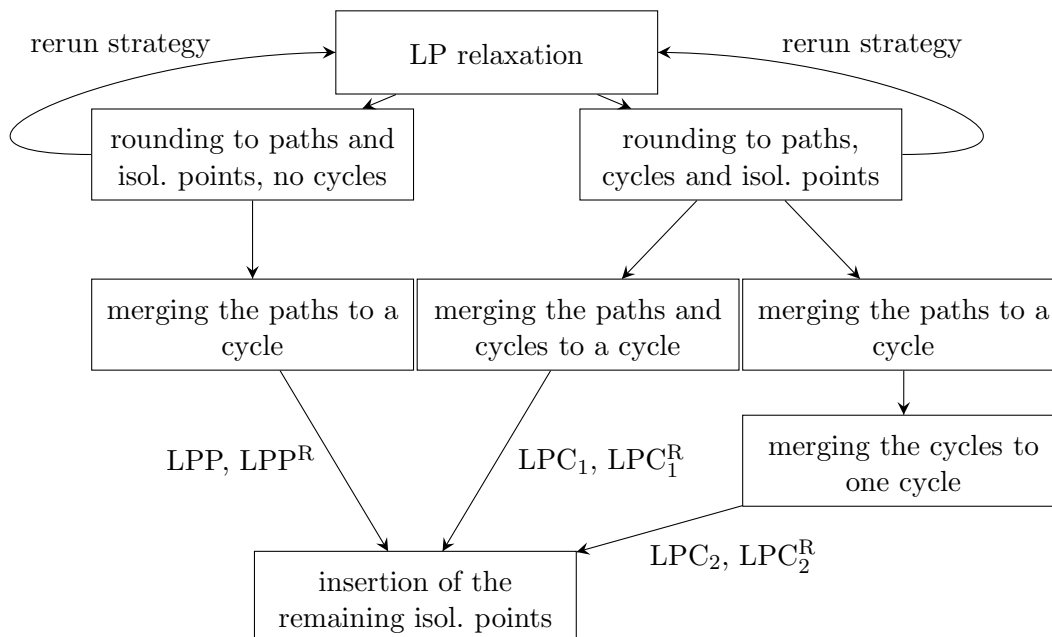 rerun strategy
LP relaxation
rerun strategy
rounding to paths and
isol. points, no cycles
rounding to paths,
cycles and isol. points
merging the paths to a
cycle
merging the paths and
cycles to a cycle
merging the paths to a
cycle
LPP, LPP^R
LPC_1, LPC_1^R
merging the cycles to
one cycle
LPC_2, LPC_2^R
insertion of the
remaining isol. points